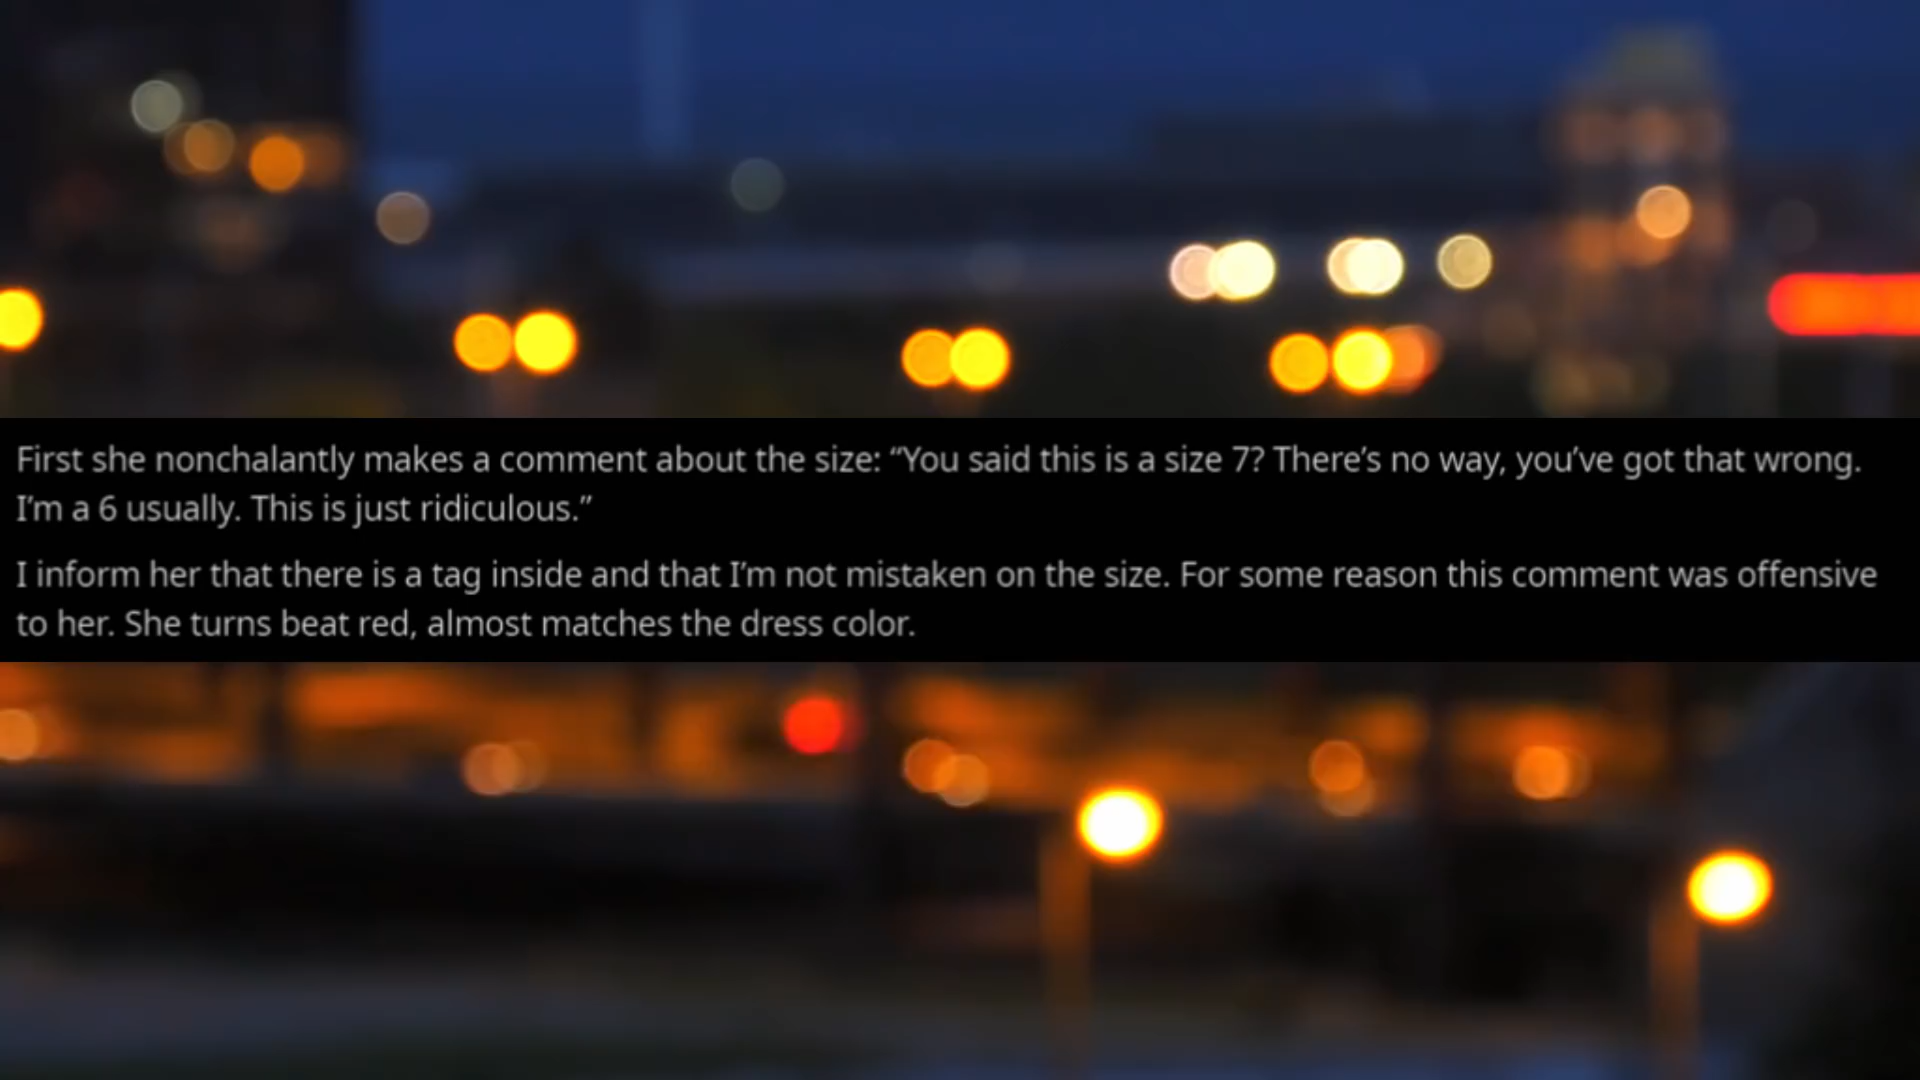 First she nonchalantly makes a comment about the size: “You said this is a size 7? There’s no way, you’ve got that wrong.
I’m a 6 usually. This is just ridiculous.”
I inform her that there is a tag inside and that I’m not mistaken on the size. For some reason this comment was offensive
to her. She turns beat red, almost matches the dress color.